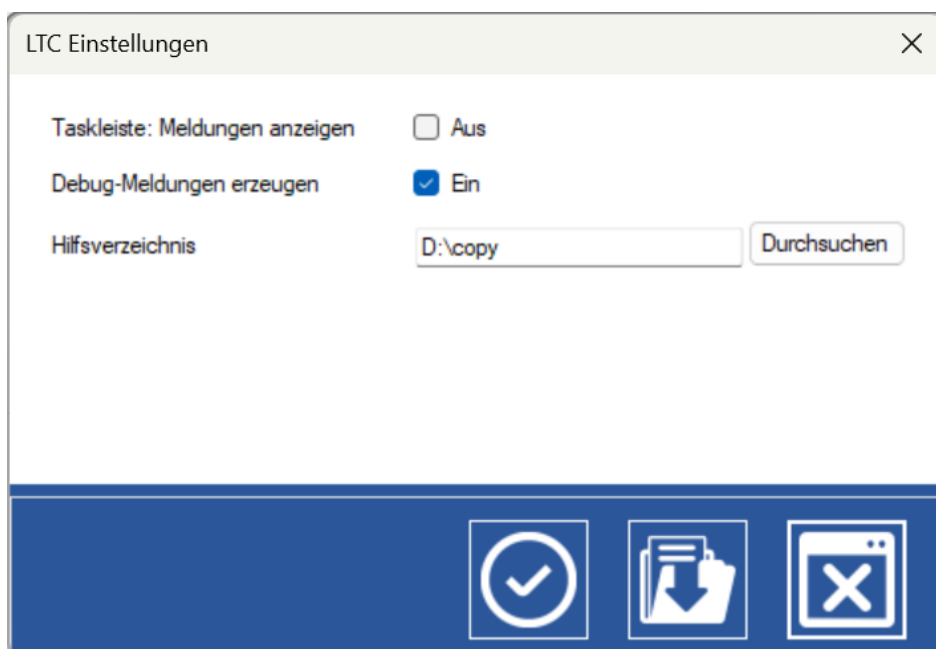 LTC Einstellungen
Taskleiste: Meldungen anzeigen Aus
Debug-Meldungen erzeugen Ein
Hilfsverzeichnis D:\copy Durchsuchen